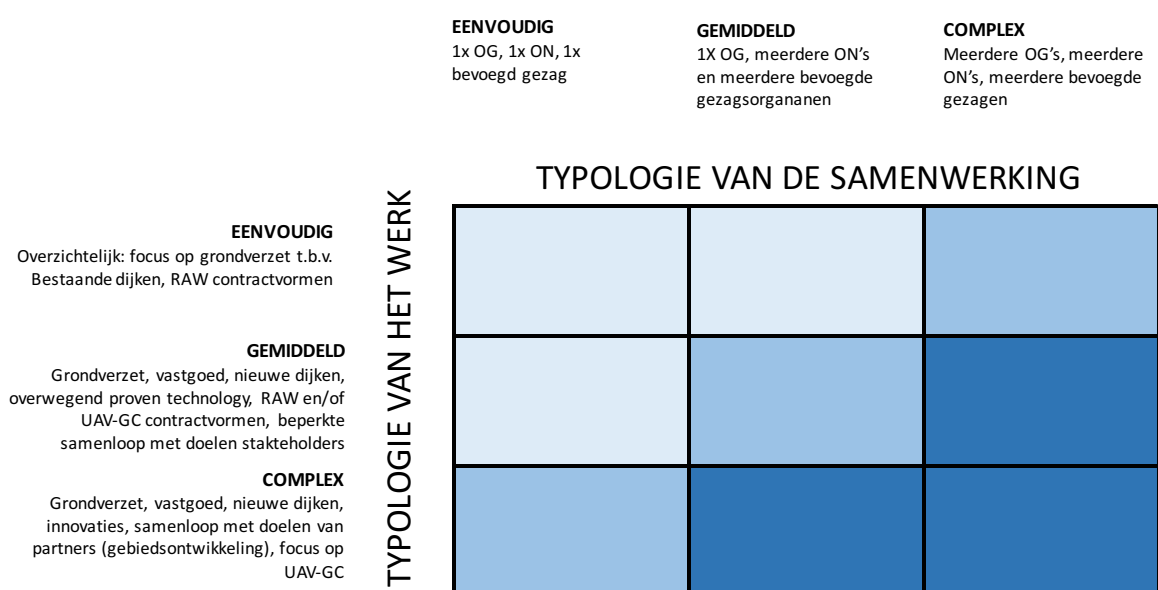 EENVOUDIG
1x OG, 1x ON, 1x
bevoegd gezag
GEMIDDELD
1X OG, meerdere ON's
en meerdere bevoegde
gezagsorgananen
COMPLEX
Meerdere OG's, meerdere
ON's, meerdere bevoegde
gezagen
TYPOLOGIE VAN DE SAMENWERKING
TYPOLOGIE VAN HET WERK
EENVOUDIG
Overzichtelijk: focus op grondverzet t.b.v.
Bestaande dijken, RAW contractvormen
GEMIDDELD
Grondverzet, vastgoed, nieuwe dijken,
overwegend proven technology, RAW en/of
UAV-GC contractvormen, beperkte
samenloop met doelen stakteholders
COMPLEX
Grondverzet, vastgoed, nieuwe dijken,
innovaties, samenloop met doelen van
partners (gebiedsontwikkeling), focus op
UAV-GC